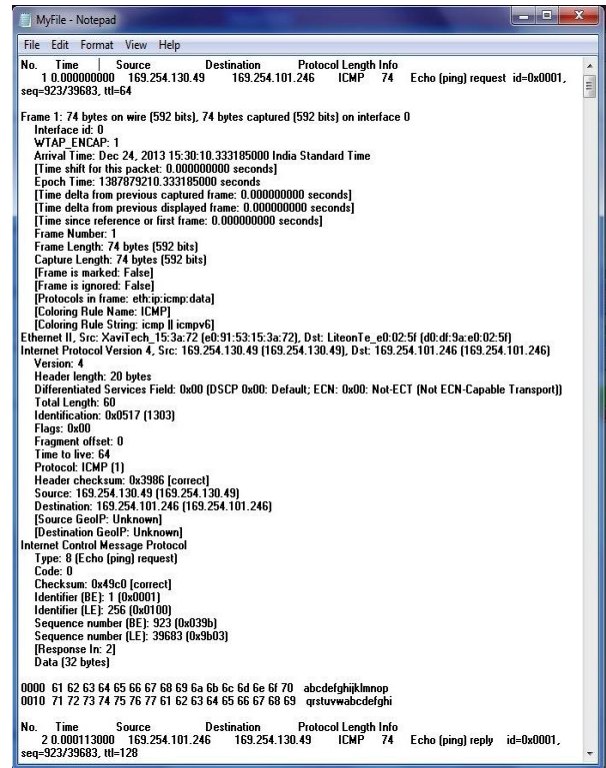 MyFile - Notepad
File Edit Format View Help
No. Time Source Destination Protocol Length Info
1 0.000000000 169.254.130.49 169.254.101.246 ICMP 74 Echo (ping) request id=0x0001,
seq=923/39683, ttl=64
Frame 1: 74 bytes on wire (592 bits), 74 bytes captured (592 bits) on interface 0
Interface id: 0
WTAP_ENCAP: 1
Arrival Time: Dec 24, 2013 15:30:10.333185000 India Standard Time
[Time shift for this packet: 0.000000000 seconds]
Epoch Time: 1387879210.333185000 seconds
[Time delta from previous captured frame: 0.000000000 seconds]
[Time delta from previous displayed frame: 0.000000000 seconds]
[Time since reference or first frame: 0.000000000 seconds]
Frame Number: 1
Frame Length: 74 bytes (592 bits)
Capture Length: 74 bytes (592 bits)
[Frame is marked: False]
[Frame is ignored: False]
[Protocols in frame: eth:ip:icmp:data]
[Coloring Rule Name: ICMP]
[Coloring Rule String: icmp || icmpv6]
Ethernet II, Src: XaviTech_15:3a:72 (e0:91:53:15:3a:72), Dst: LiteonTe_e0:02:5f (d0:df:9a:e0:02:5f)
Internet Protocol Version 4, Src: 169.254.130.49 (169.254.130.49), Dst: 169.254.101.246 (169.254.101.246)
Version: 4
Header length: 20 bytes
Differentiated Services Field: 0x00 (DSCP 0x00: Default; ECN: 0x00: Not-ECT (Not ECN-Capable Transport))
Total Length: 60
Identification: 0x0517 (1303)
Flags: 0x00
Fragment offset: 0
Time to live: 64
Protocol: ICMP (1)
Header checksum: 0x3986 [correct]
Source: 169.254.130.49 (169.254.130.49)
Destination: 169.254.101.246 (169.254.101.246)
[Source GeoIP: Unknown]
[Destination GeoIP: Unknown]
Internet Control Message Protocol
Type: 8 (Echo (ping) request)
Code: 0
Checksum: 0x49c0 [correct]
Identifier (BE): 1 (0x0001)
Identifier (LE): 256 (0x0100)
Sequence number (BE): 923 (0x039b)
Sequence number (LE): 39683 (0x9b03)
[Response In: 2]
Data (32 bytes)
0000 61 62 63 64 65 66 67 68 69 6a 6b 6c 6d 6e 6f 70 abcdefghijklmnop
0010 71 72 73 74 75 76 77 61 62 63 64 65 66 67 68 69 qrstuvwabcdefghi
No. Time Source Destination Protocol Length Info
2 0.000113000 169.254.101.246 169.254.130.49 ICMP 74 Echo (ping) reply id=0x0001,
seq=923/39683, ttl=128